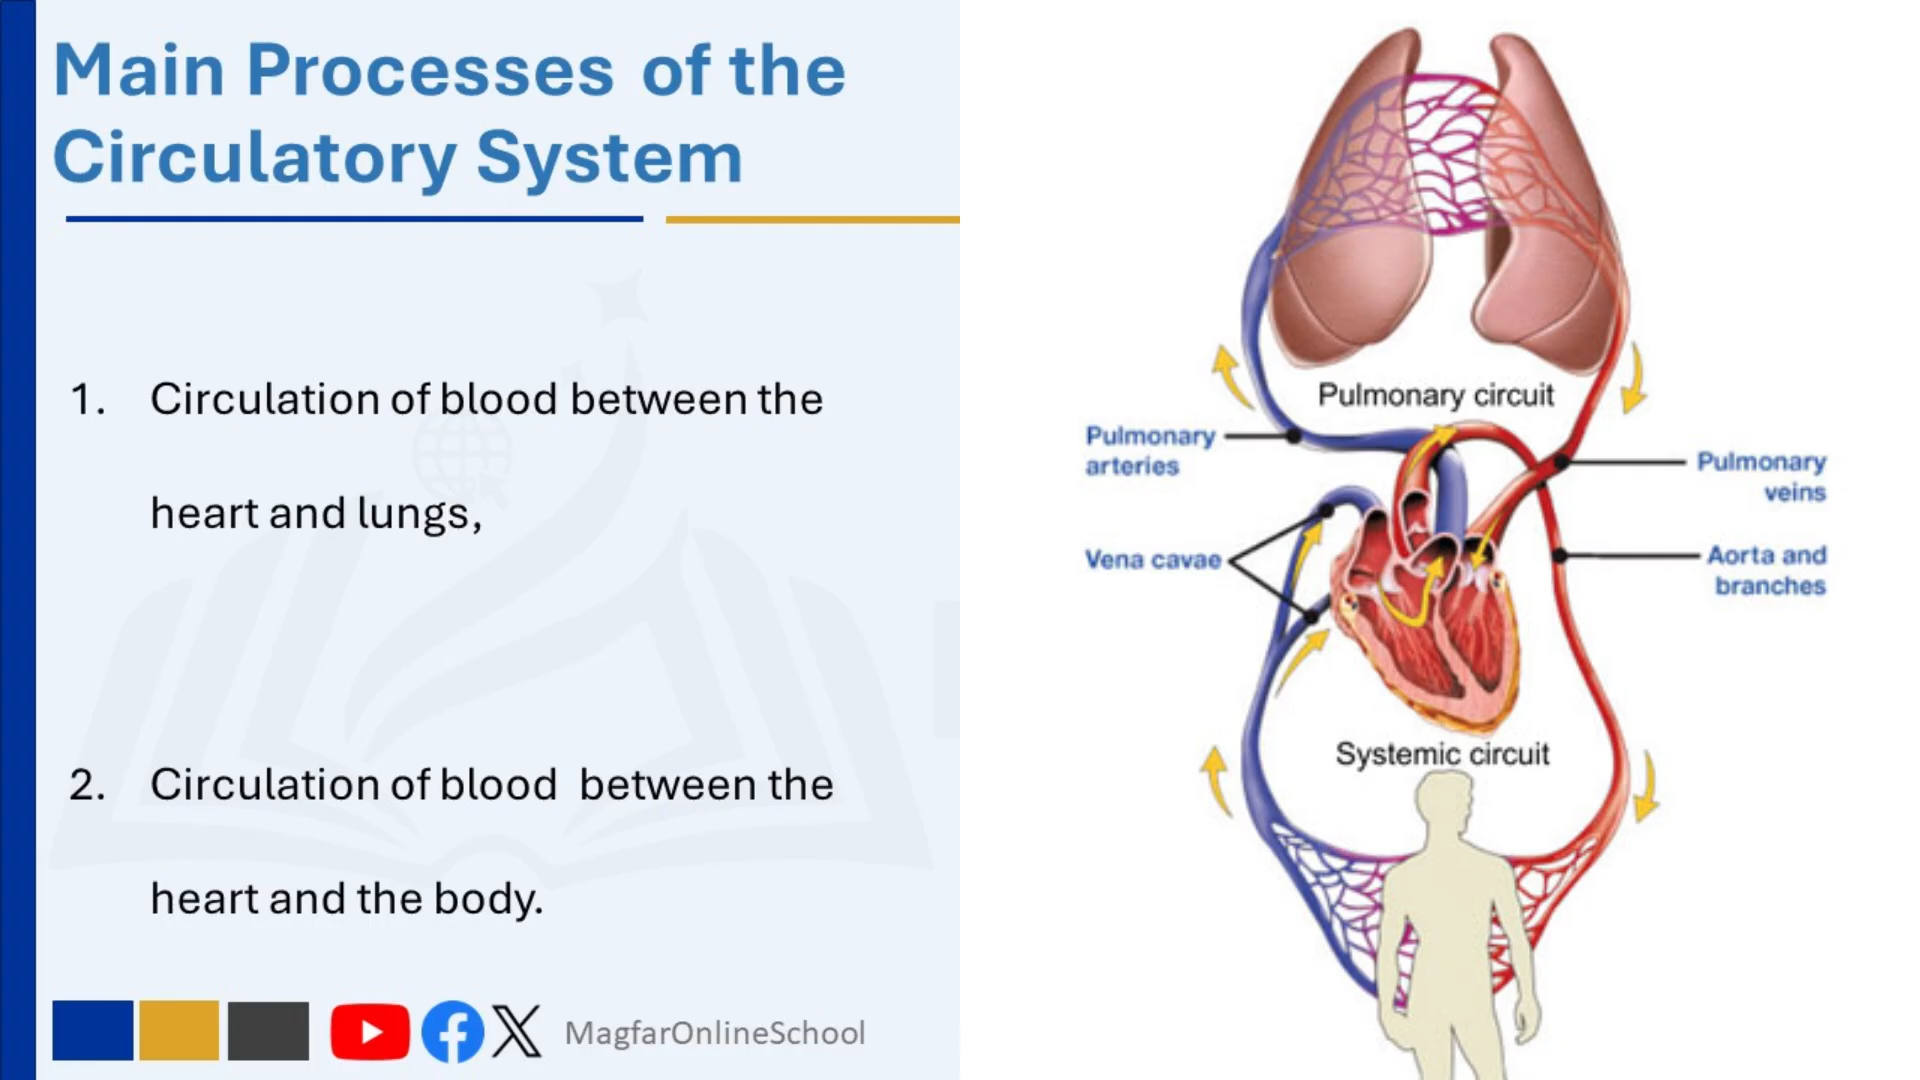 Main Processes of the
Circulatory System
1. Circulation of blood between the
heart and lungs,
2. Circulation of blood between the
heart and the body.
MagfarOnlineSchool
Pulmonary circuit
Pulmonary
arteries
Pulmonary
veins
Vena cavae
Aorta and
branches
Systemic circuit